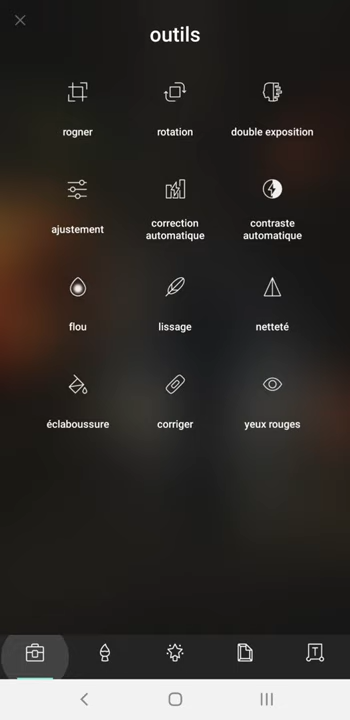 outils
rogner
rotation
double exposition
ajustement
correction
automatique
contraste
automatique
flou
lissage
netteté
éclaboussure
corriger
yeux rouges
T